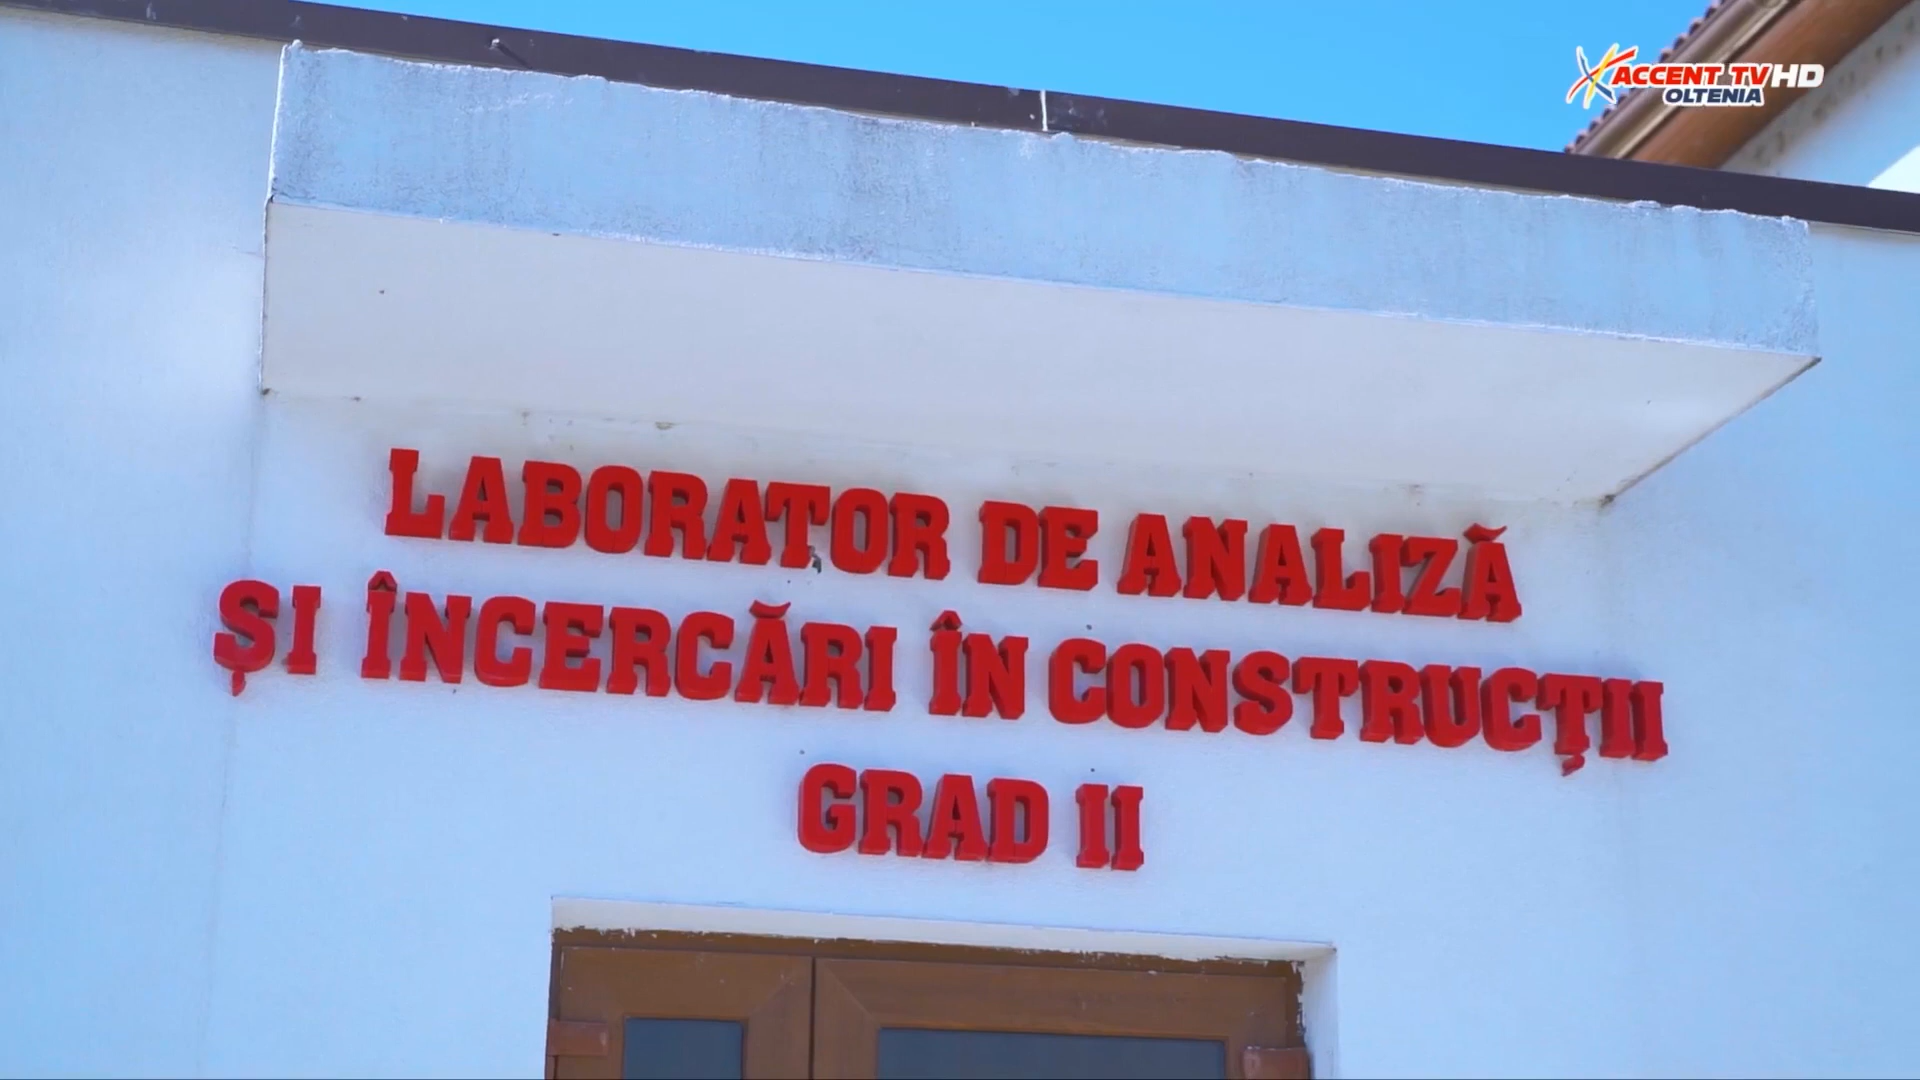 ACCENT TV HD
OLTENIA
LABORATOR DE ANALIZĂ
ȘI ÎNCERCĂRI ÎN CONSTRUCȚII
GRAD II